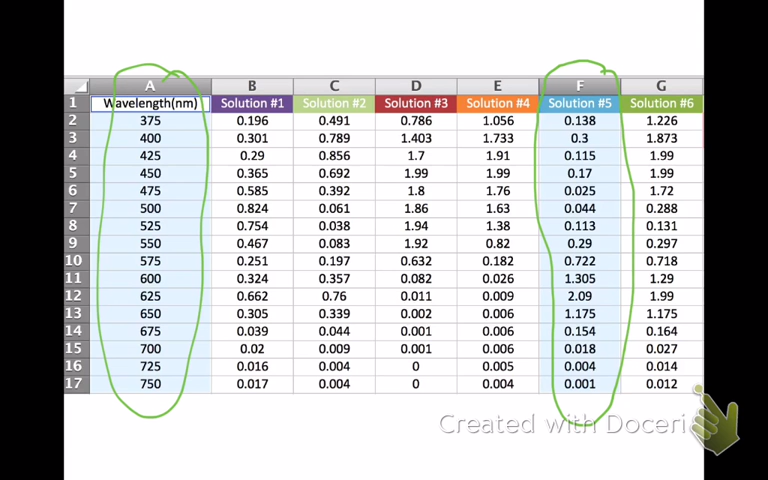 A B C D E F G
1 Wavelength(nm) Solution #1 Solution #2 Solution #3 Solution #4 Solution #5 Solution #6
2 375 0.196 0.491 0.786 1.056 0.138 1.226
3 400 0.301 0.789 1.403 1.733 0.3 1.873
4 425 0.29 0.856 1.7 1.91 0.115 1.99
5 450 0.365 0.692 1.99 1.99 0.17 1.99
6 475 0.585 0.392 1.8 1.76 0.025 1.72
7 500 0.824 0.061 1.86 1.63 0.044 0.288
8 525 0.754 0.038 1.94 1.38 0.113 0.131
9 550 0.467 0.083 1.92 0.82 0.29 0.297
10 575 0.251 0.197 0.632 0.182 0.722 0.718
11 600 0.324 0.357 0.082 0.026 1.305 1.29
12 625 0.662 0.76 0.011 0.009 2.09 1.99
13 650 0.305 0.339 0.002 0.006 1.175 1.175
14 675 0.039 0.044 0.001 0.006 0.154 0.164
15 700 0.02 0.009 0.001 0.006 0.018 0.027
16 725 0.016 0.004 0 0.005 0.004 0.014
17 750 0.017 0.004 0 0.004 0.001 0.012
Created with Doceri